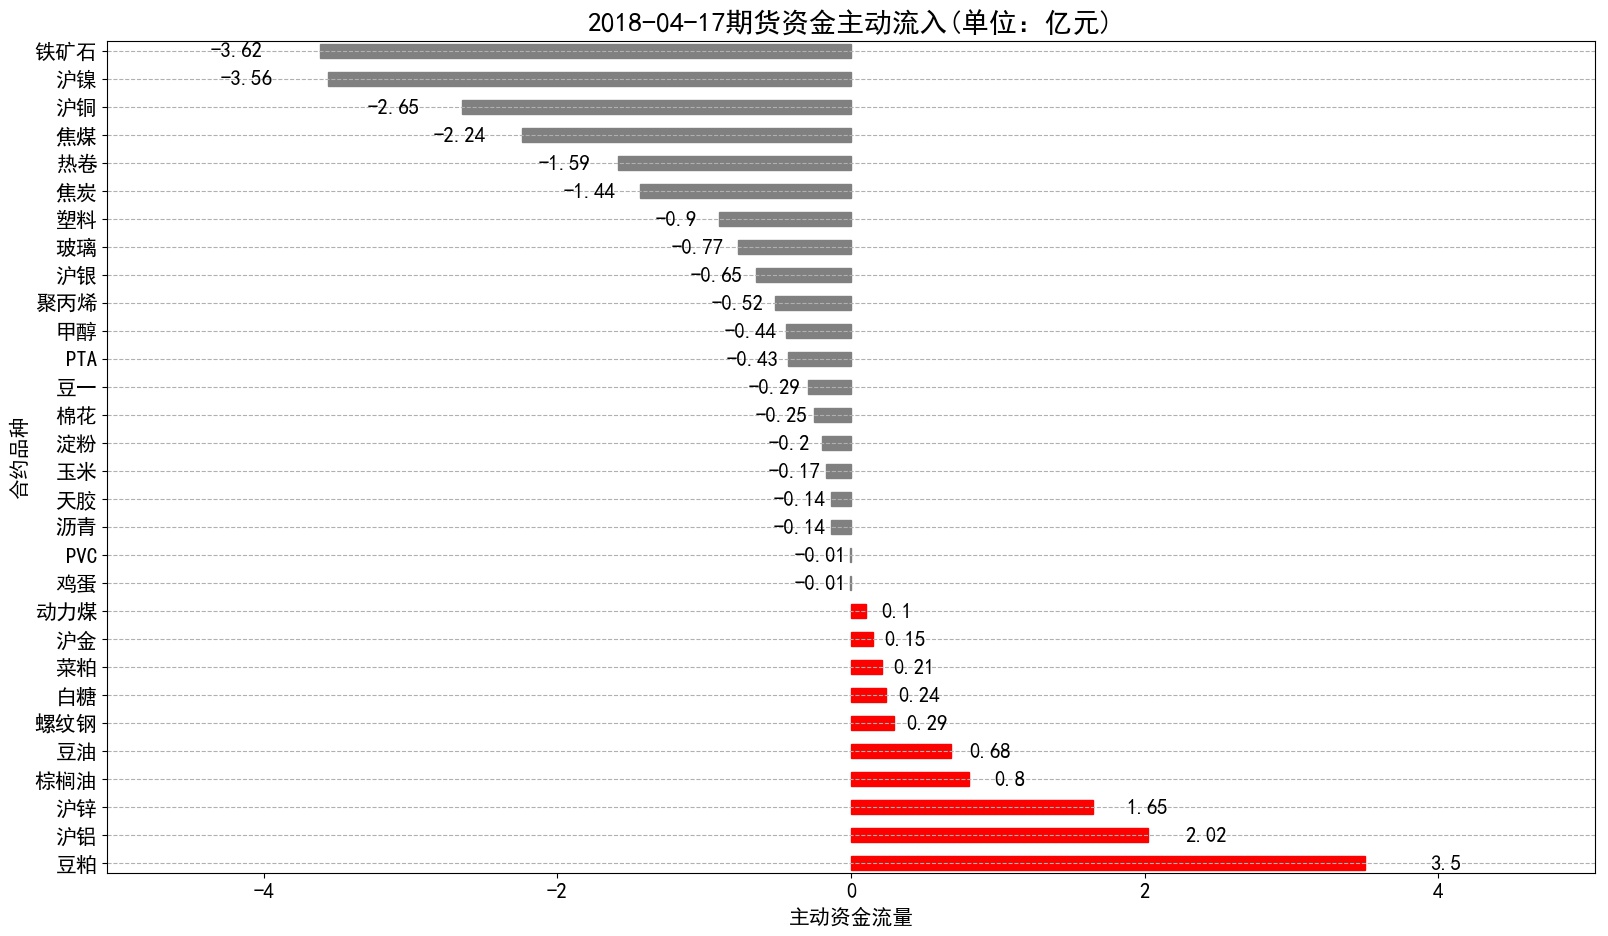 2018-04-17期货资金主动流入(单位：亿元)
铁矿石 -3.62
沪镍 -3.56
沪铜 -2.65
焦煤 -2.24
热卷 -1.59
焦炭 -1.44
塑料 -0.9
玻璃 -0.77
沪银 -0.65
聚丙烯 -0.52
甲醇 -0.44
PTA -0.43
豆一 -0.29
棉花 -0.25
淀粉 -0.2
玉米 -0.17
天胶 -0.14
沥青 -0.14
PVC -0.01
鸡蛋 -0.01
动力煤 0.1
沪金 0.15
菜粕 0.21
白糖 0.24
螺纹钢 0.29
豆油 0.68
棕榈油 0.8
沪锌 1.65
沪铝 2.02
豆粕 3.5
合约品种
-4 -2 0 2 4
主动资金流量